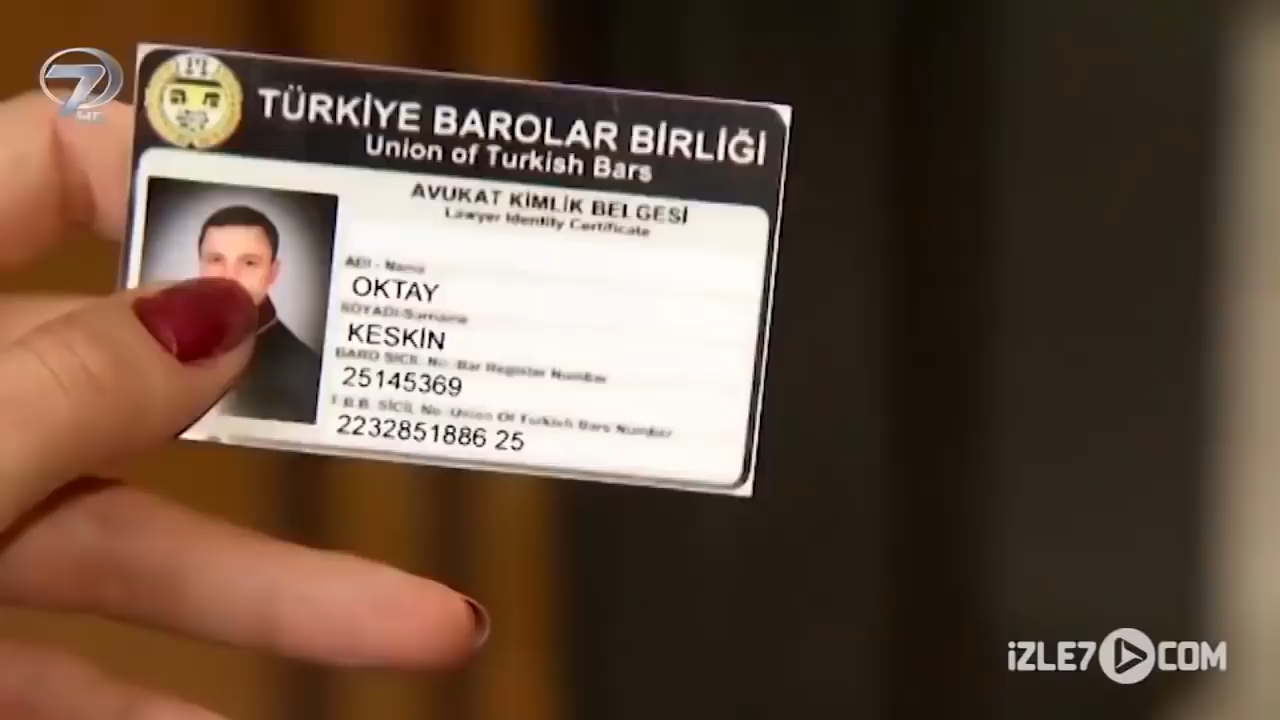 7
TÜRKİYE BAROLAR BİRLİĞİ
Union of Turkish Bars
AVUKAT KİMLİK BELGESİ
Lawyer Identity Certificate
ADI - Name
OKTAY
SOYADI-Surname
KESKİN
BARO SİCİL No -Bar Register Number
25145369
T.B.B. SİCİL No -Union Of Turkish Bars Number
2232851886 25
İZLE7 COM